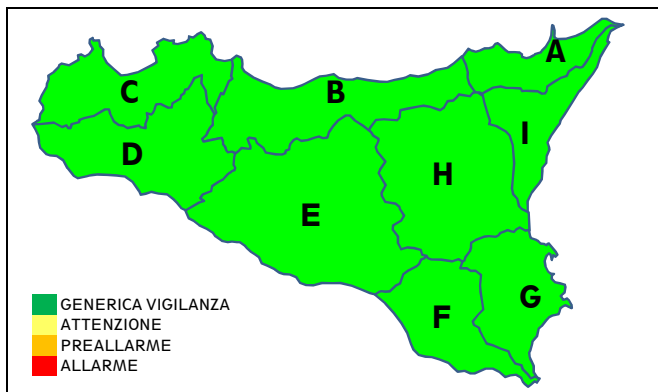 A
C
B
I
D
H
E
F
G
GENERICA VIGILANZA
ATTENZIONE
PREALLARME
ALLARME